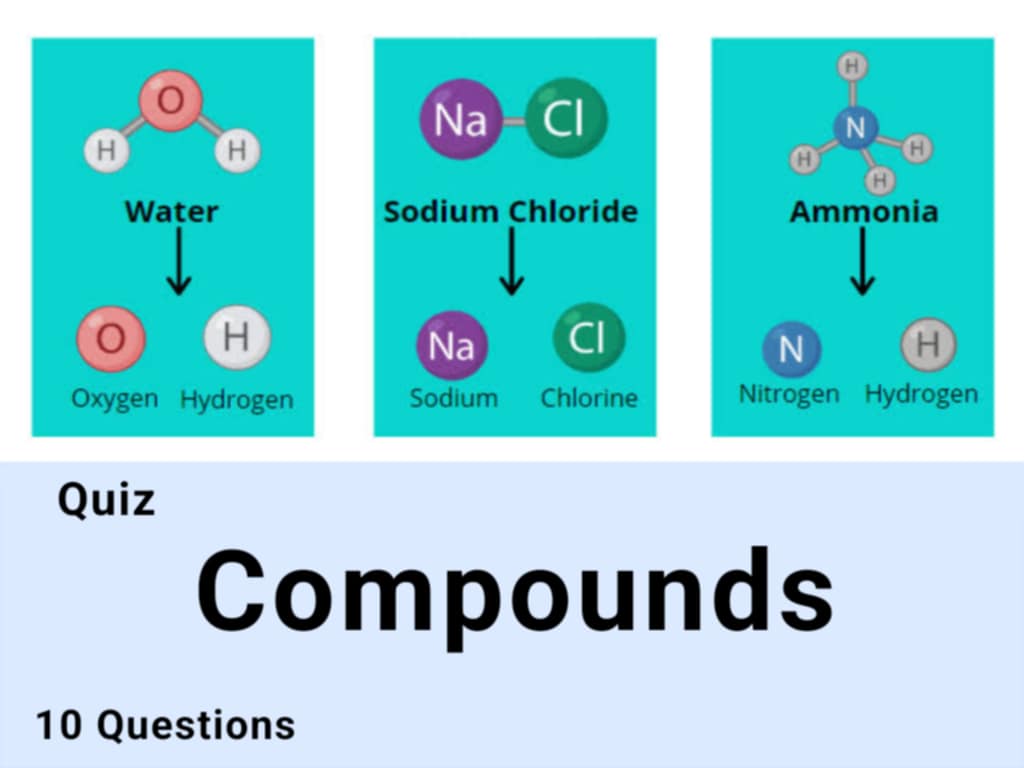 O
H H
Water
O H
Oxygen Hydrogen
Na Cl
Sodium Chloride
Na Cl
Sodium Chlorine
H
N
H H
H
Ammonia
N H
Nitrogen Hydrogen
Quiz
Compounds
10 Questions